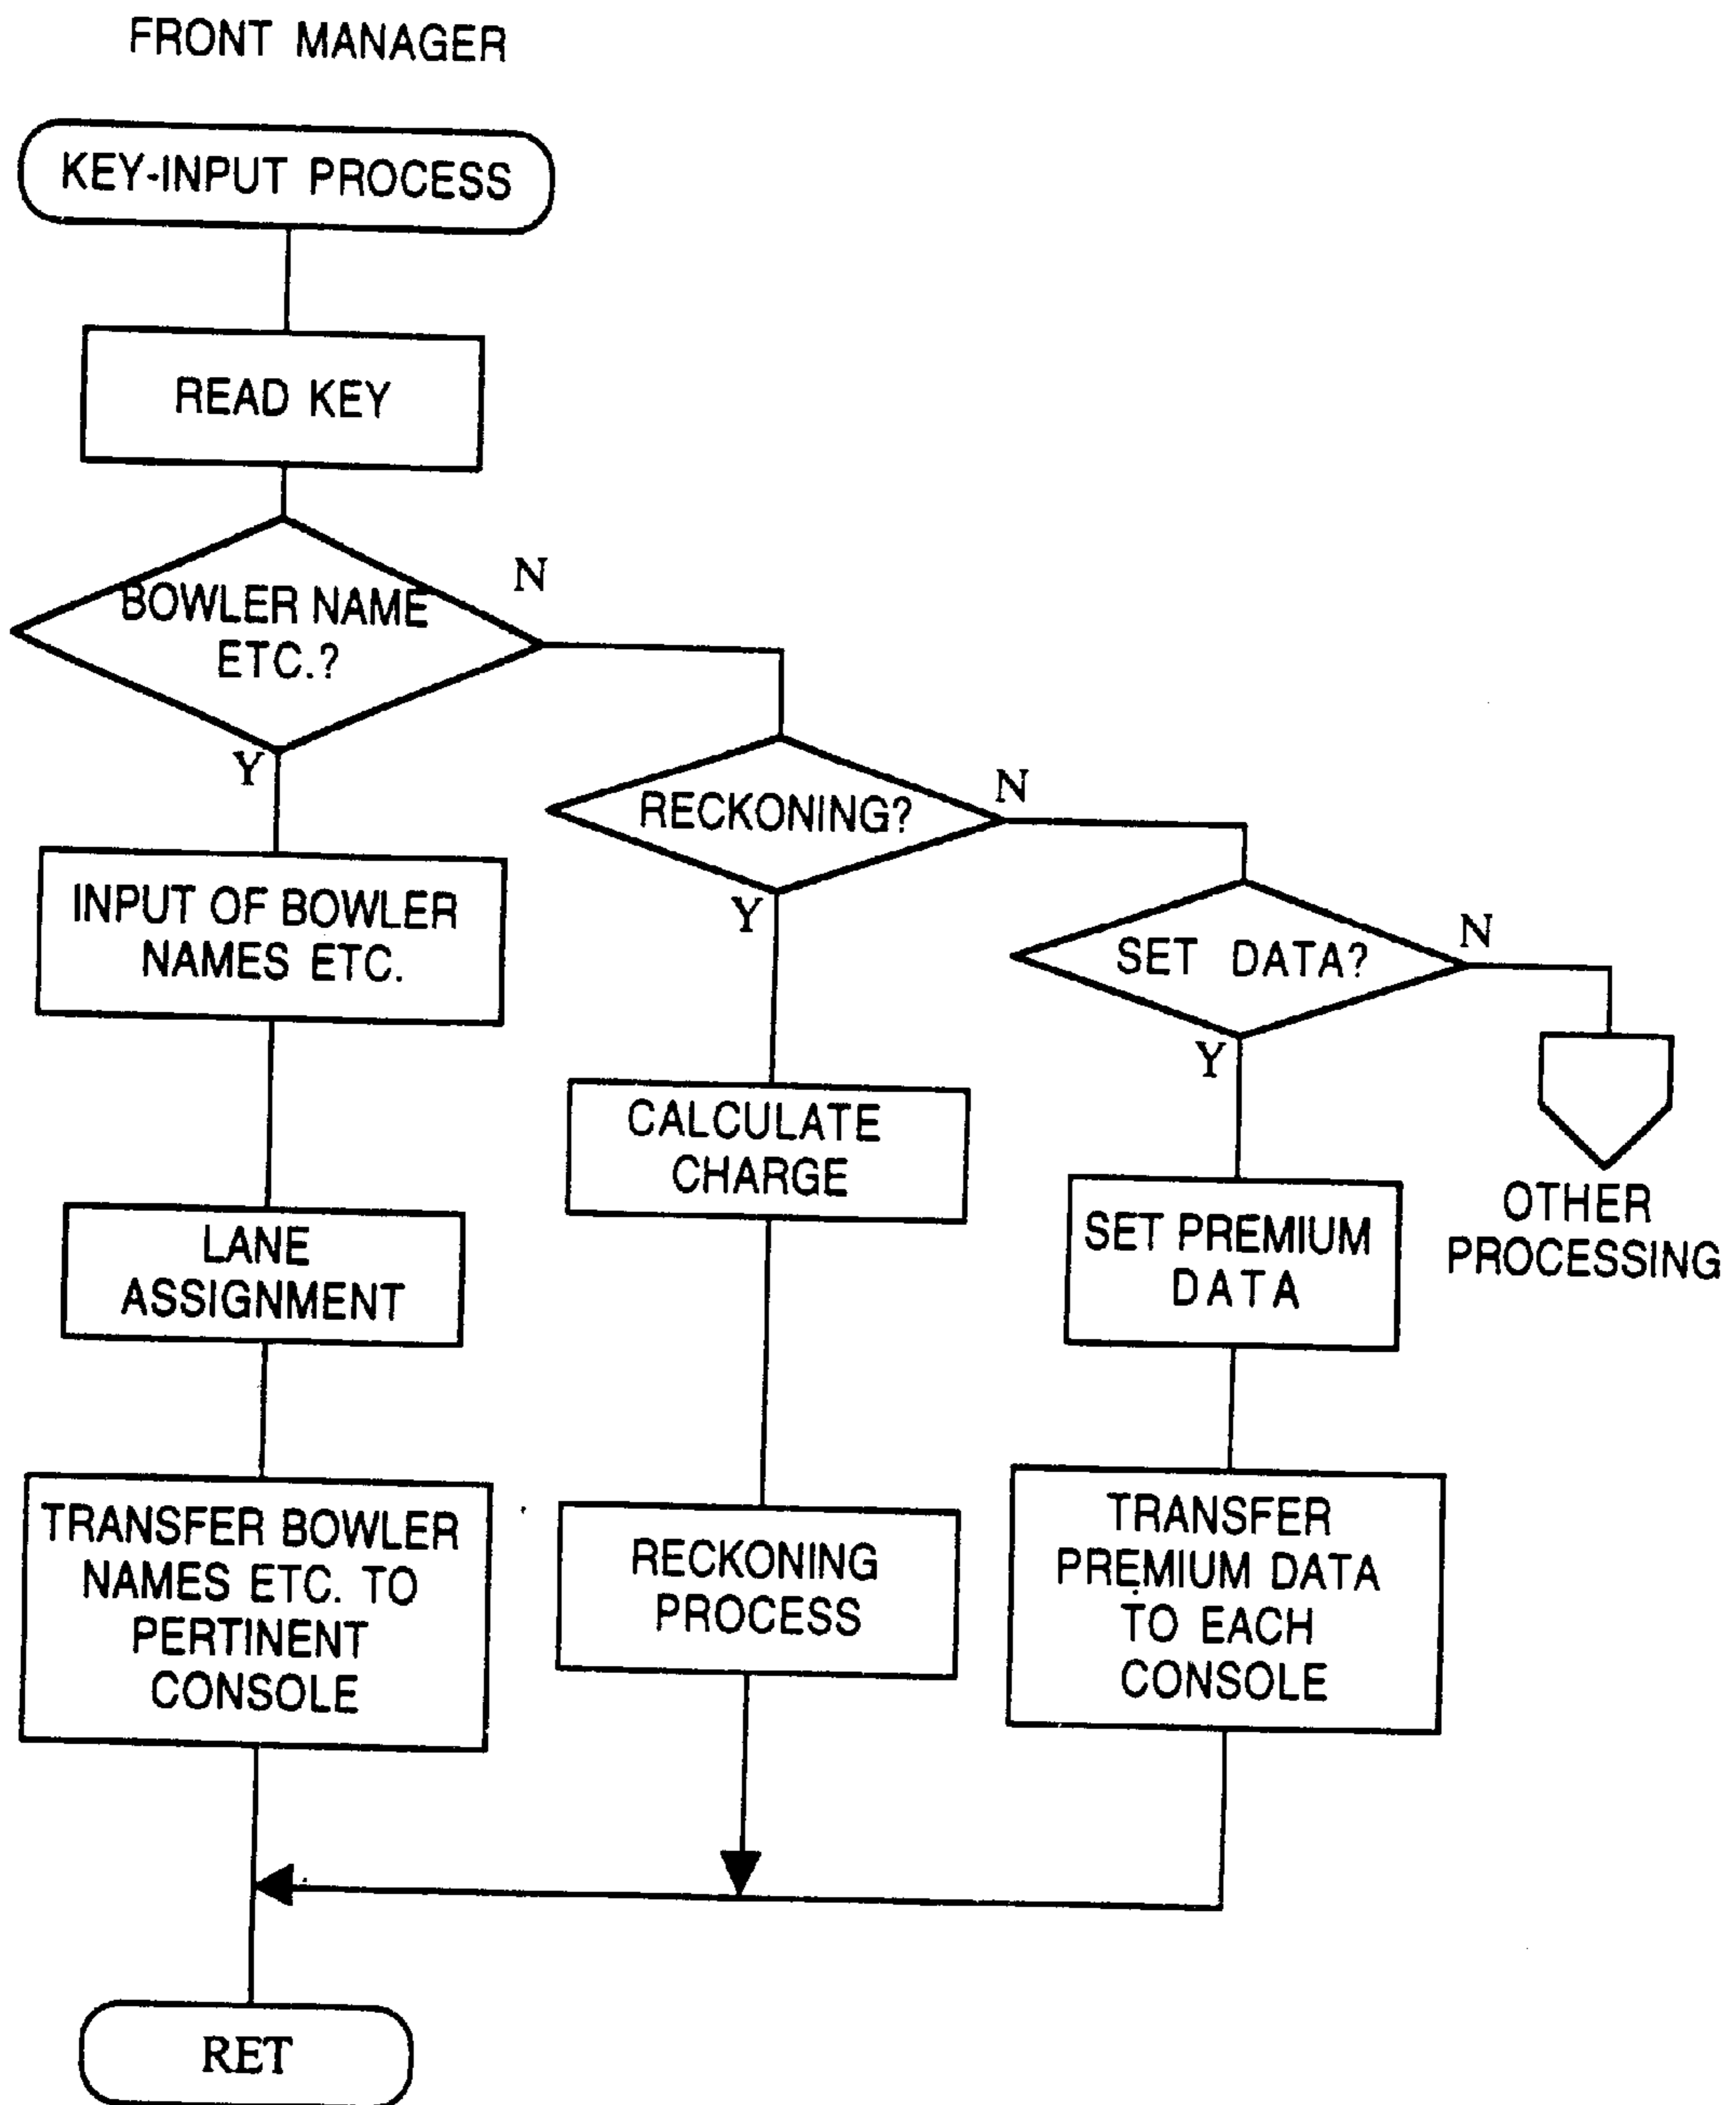 FRONT MANAGER
KEY-INPUT PROCESS
READ KEY
BOWLER NAME
ETC.?
N
Y
RECKONING?
N
Y
SET DATA?
N
Y
INPUT OF BOWLER
NAMES ETC.
LANE
ASSIGNMENT
TRANSFER BOWLER
NAMES ETC. TO
PERTINENT
CONSOLE
CALCULATE
CHARGE
RECKONING
PROCESS
SET PREMIUM
DATA
TRANSFER
PREMIUM DATA
TO EACH
CONSOLE
OTHER
PROCESSING
RET